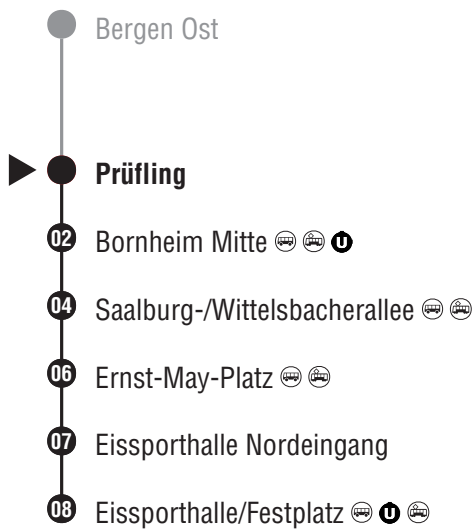 Bergen Ost
Prüfling
02 Bornheim Mitte U
04 Saalburg-/Wittelsbacherallee
06 Ernst-May-Platz
07 Eissporthalle Nordeingang
08 Eissporthalle/Festplatz U